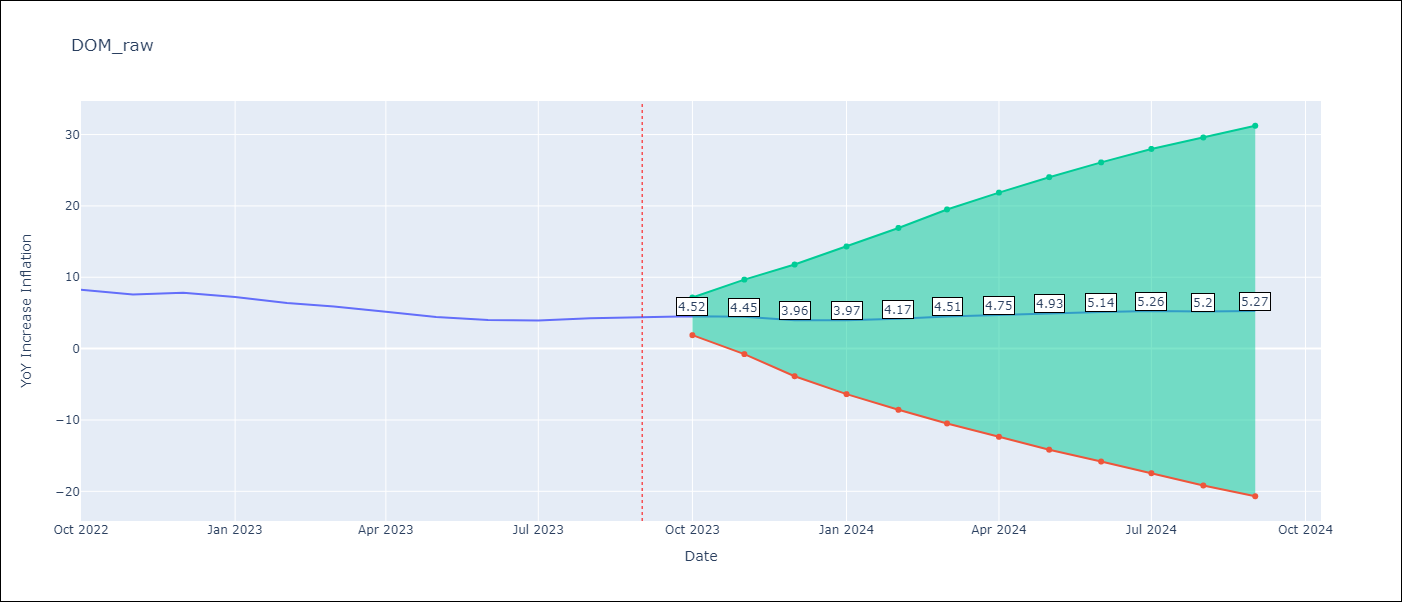 DOM_raw
YoY Increase Inflation
30
20
10
0
−10
−20
4.52 4.45 3.96 3.97 4.17 4.51 4.75 4.93 5.14 5.26 5.2 5.27
Oct 2022 Jan 2023 Apr 2023 Jul 2023 Oct 2023 Jan 2024 Apr 2024 Jul 2024 Oct 2024
Date